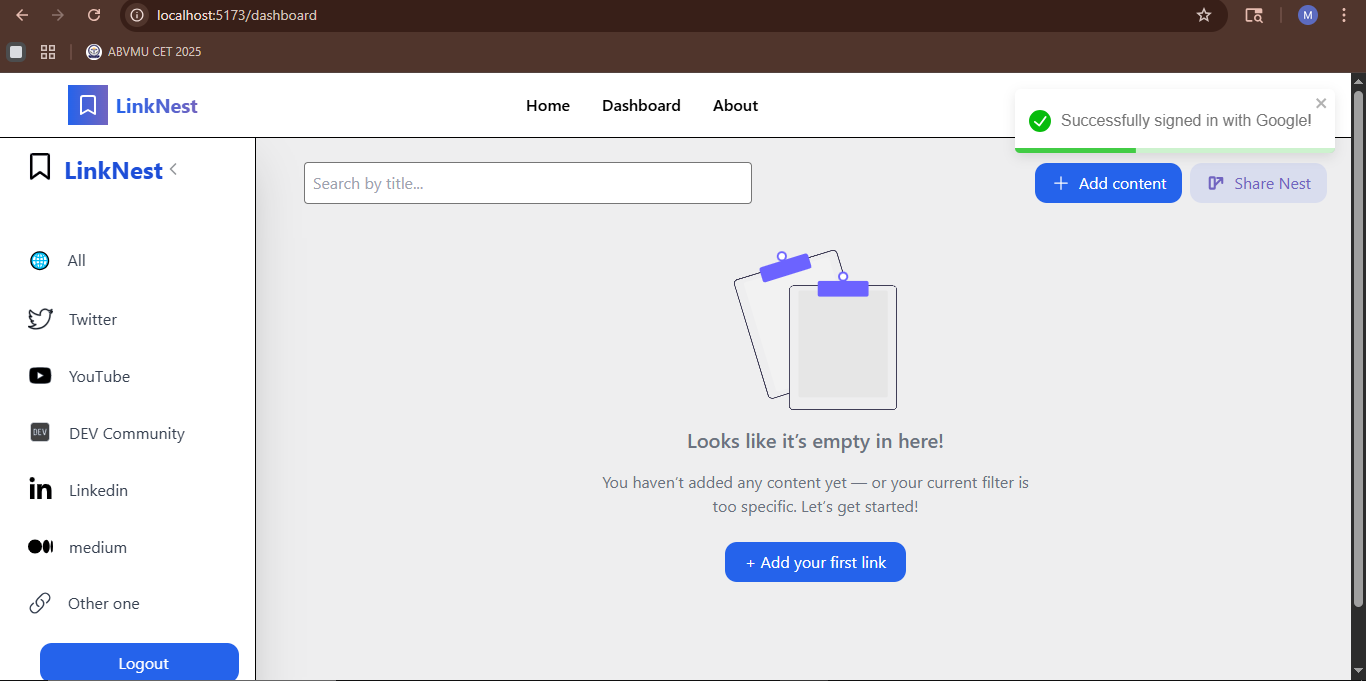 localhost:5173/dashboard
M
ABVMU CET 2025
LinkNest
Home
Dashboard
About
Successfully signed in with Google!
LinkNest
Search by title...
+ Add content
Share Nest
All
Twitter
YouTube
DEV
DEV Community
in
Linkedin
medium
Other one
Logout
Looks like it’s empty in here!
You haven’t added any content yet — or your current filter is
too specific. Let’s get started!
+ Add your first link